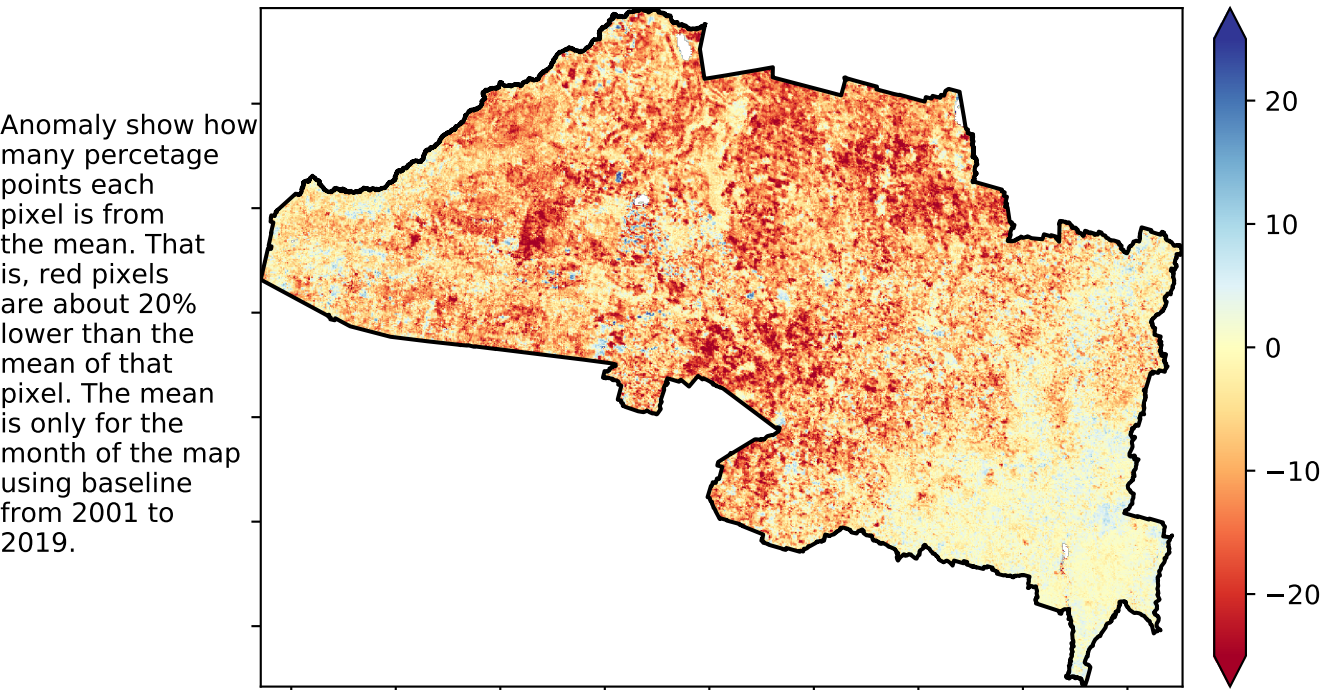 Anomaly show how
many percetage
points each
pixel is from
the mean. That
is, red pixels
are about 20%
lower than the
mean of that
pixel. The mean
is only for the
month of the map
using baseline
from 2001 to
2019.
20
10
0
−10
−20